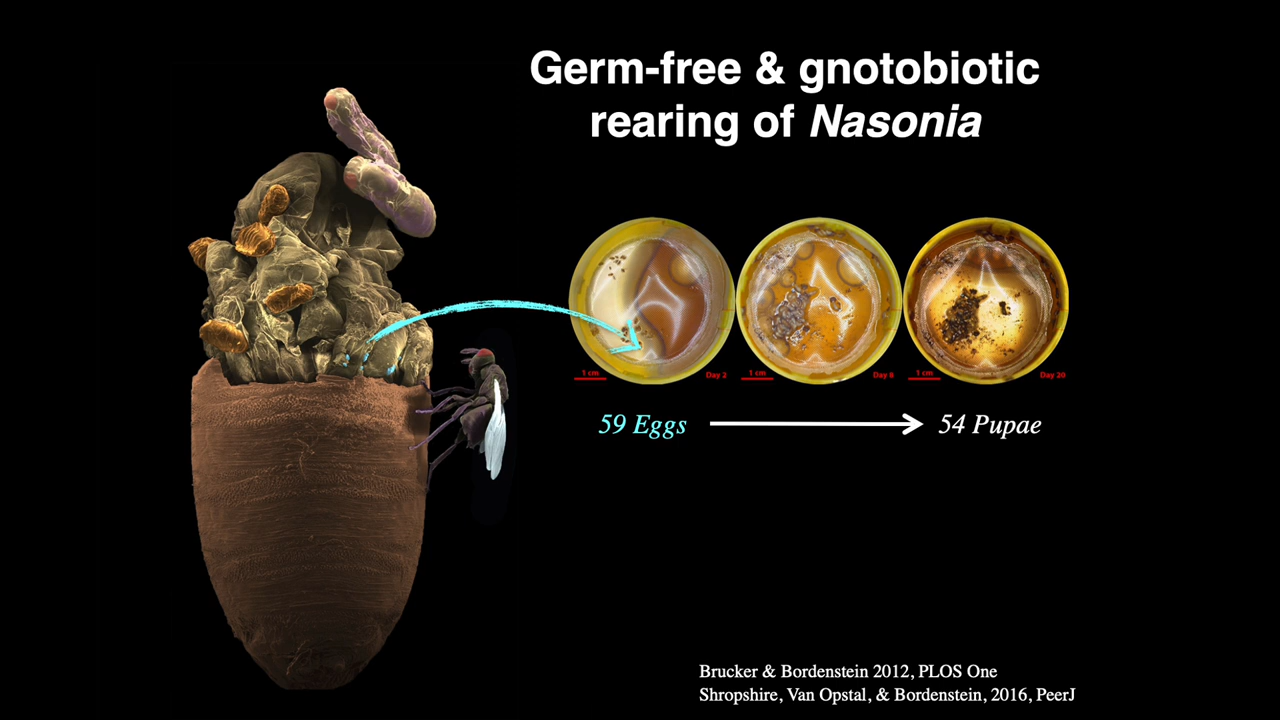 Germ-free & gnotobiotic
rearing of Nasonia
1 cm
Day 2
1 cm
Day 8
1 cm
Day 20
59 Eggs
54 Pupae
Brucker & Bordenstein 2012, PLOS One
Shropshire, Van Opstal, & Bordenstein, 2016, PeerJ